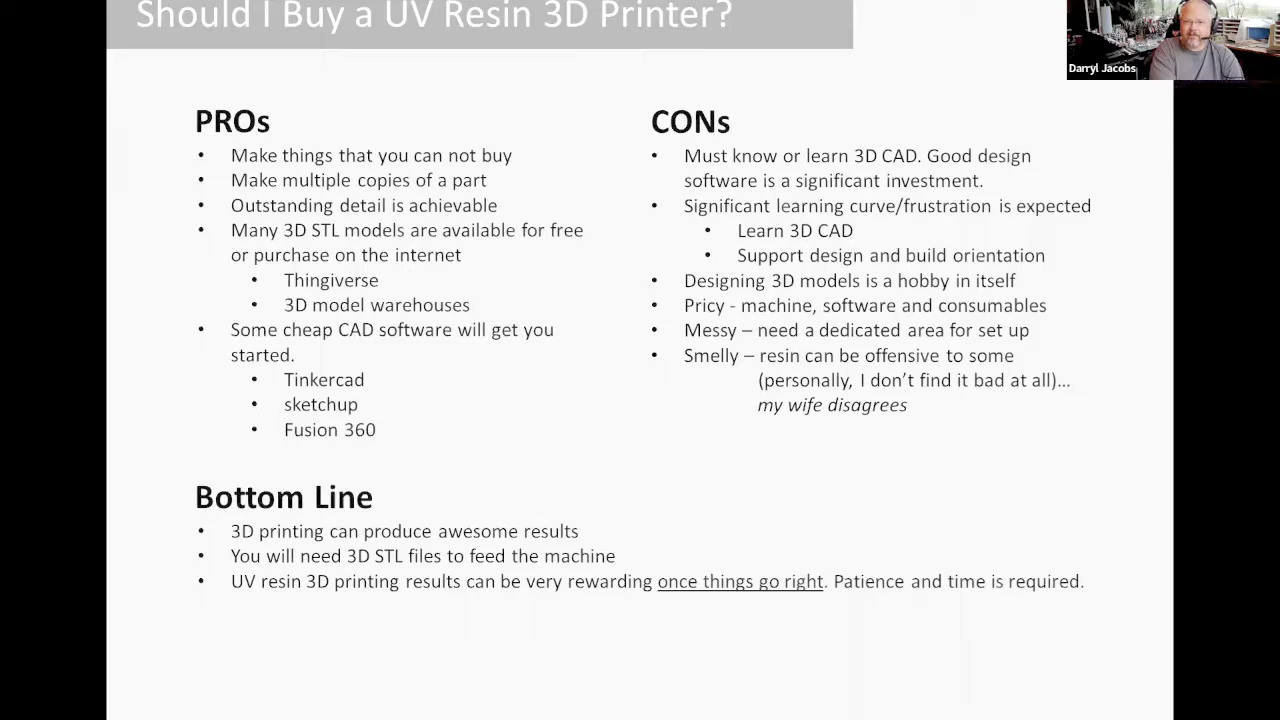 Should I Buy a UV Resin 3D Printer?
Darryl Jacobs
PROs
• Make things that you can not buy
• Make multiple copies of a part
• Outstanding detail is achievable
• Many 3D STL models are available for free
or purchase on the internet
• Thingiverse
• 3D model warehouses
• Some cheap CAD software will get you
started.
• Tinkercad
• sketchup
• Fusion 360
CONs
• Must know or learn 3D CAD. Good design
software is a significant investment.
• Significant learning curve/frustration is expected
• Learn 3D CAD
• Support design and build orientation
• Designing 3D models is a hobby in itself
• Pricy - machine, software and consumables
• Messy – need a dedicated area for set up
• Smelly – resin can be offensive to some
(personally, I don't find it bad at all)…
my wife disagrees
Bottom Line
• 3D printing can produce awesome results
• You will need 3D STL files to feed the machine
• UV resin 3D printing results can be very rewarding once things go right. Patience and time is required.